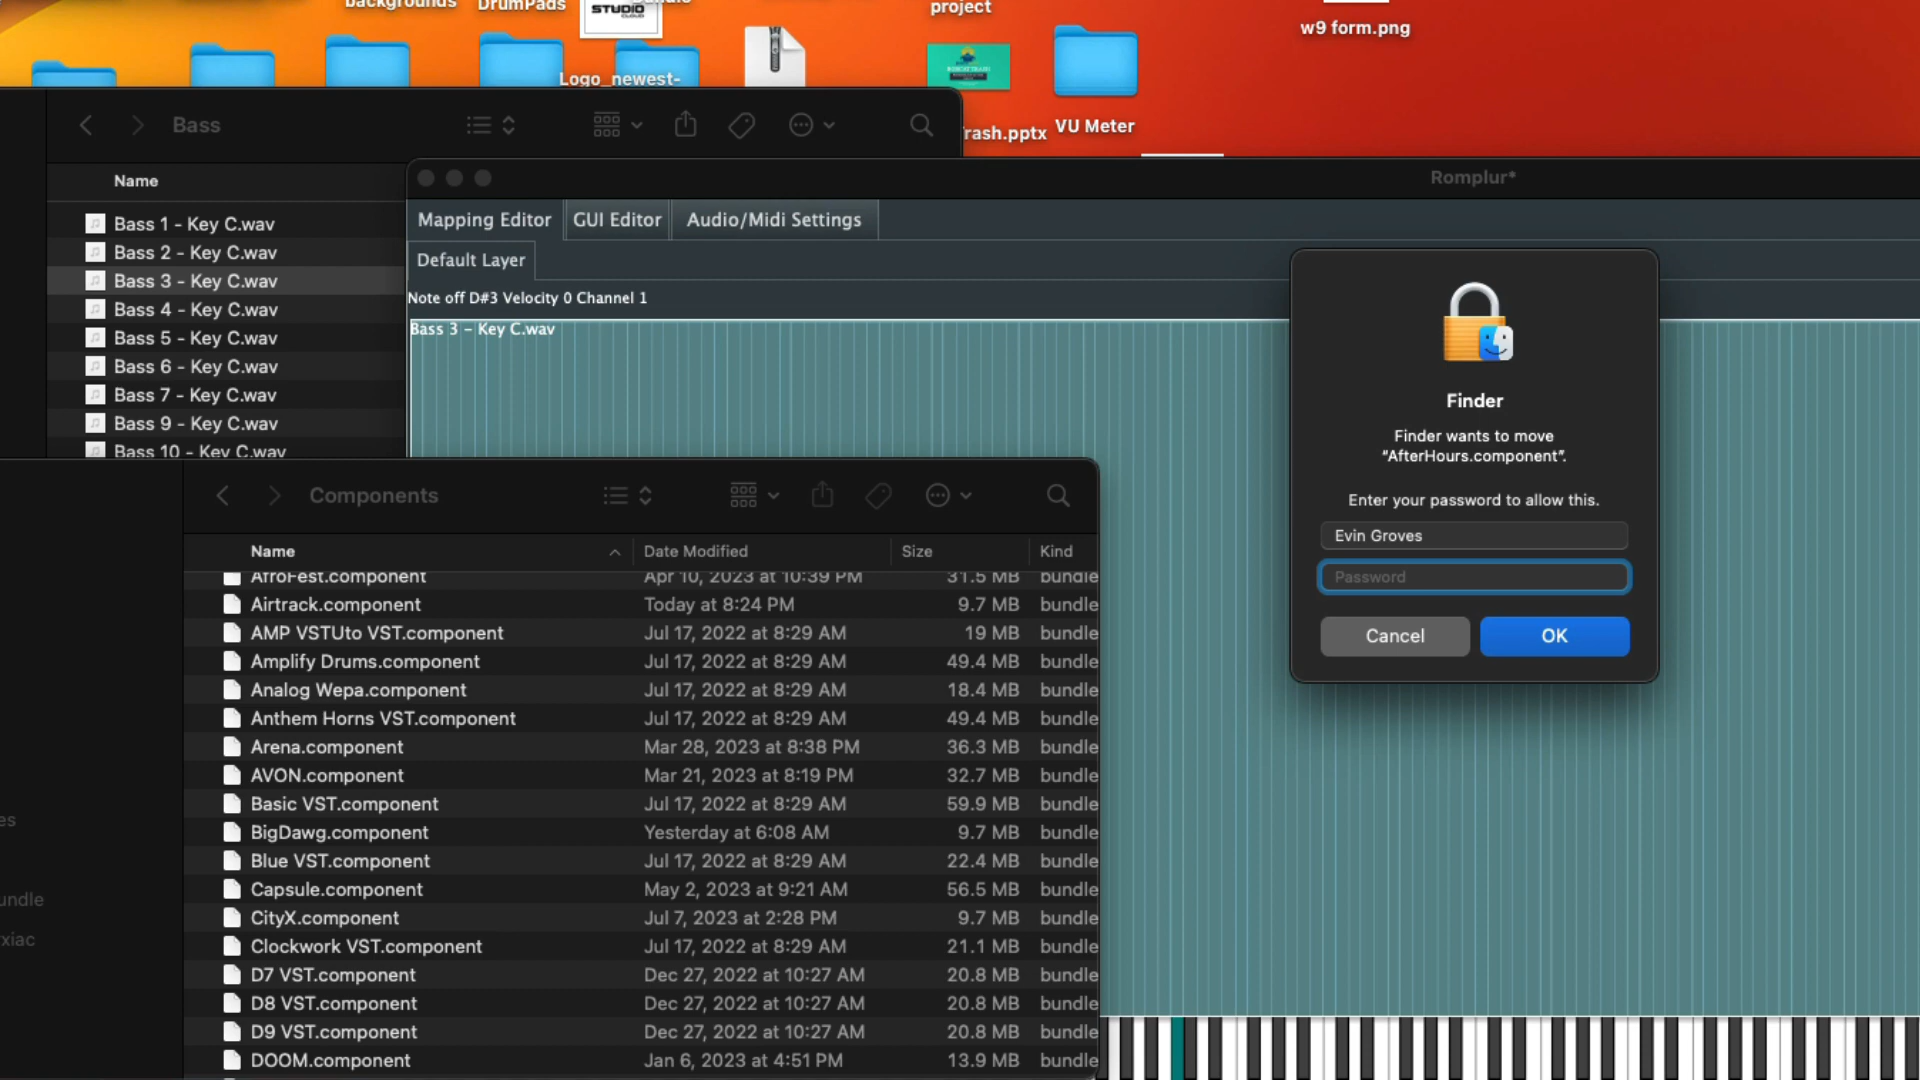 backgrounds
DrumPads
STUDIO
CLOUD
project
w9 form.png
Logo_newest-
rash.pptx
VU Meter
Bass
Name
Bass 1 - Key C.wav
Bass 2 - Key C.wav
Bass 3 - Key C.wav
Bass 4 - Key C.wav
Bass 5 - Key C.wav
Bass 6 - Key C.wav
Bass 7 - Key C.wav
Bass 9 - Key C.wav
Bass 10 - Key C.wav
Romplur*
Mapping Editor
GUI Editor
Audio/Midi Settings
Default Layer
Note off D#3 Velocity 0 Channel 1
Bass 3 – Key C.wav
Finder
Finder wants to move
“AfterHours.component”.
Enter your password to allow this.
Evin Groves
Password
Cancel
OK
Components
Name Date Modified Size Kind
AfroFest.component Apr 10, 2023 at 10:39 PM 31.5 MB bundle
Airtrack.component Today at 8:24 PM 9.7 MB bundle
AMP VSTUto VST.component Jul 17, 2022 at 8:29 AM 19 MB bundle
Amplify Drums.component Jul 17, 2022 at 8:29 AM 49.4 MB bundle
Analog Wepa.component Jul 17, 2022 at 8:29 AM 18.4 MB bundle
Anthem Horns VST.component Jul 17, 2022 at 8:29 AM 49.4 MB bundle
Arena.component Mar 28, 2023 at 8:38 PM 36.3 MB bundle
AVON.component Mar 21, 2023 at 8:19 PM 32.7 MB bundle
Basic VST.component Jul 17, 2022 at 8:29 AM 59.9 MB bundle
BigDawg.component Yesterday at 6:08 AM 9.7 MB bundle
Blue VST.component Jul 17, 2022 at 8:29 AM 22.4 MB bundle
Capsule.component May 2, 2023 at 9:21 AM 56.5 MB bundle
CityX.component Jul 7, 2023 at 2:28 PM 9.7 MB bundle
Clockwork VST.component Jul 17, 2022 at 8:29 AM 21.1 MB bundle
D7 VST.component Dec 27, 2022 at 10:27 AM 20.8 MB bundle
D8 VST.component Dec 27, 2022 at 10:27 AM 20.8 MB bundle
D9 VST.component Dec 27, 2022 at 10:27 AM 20.8 MB bundle
DOOM.component Jan 6, 2023 at 4:51 PM 13.9 MB bundle
es
undle
xiac